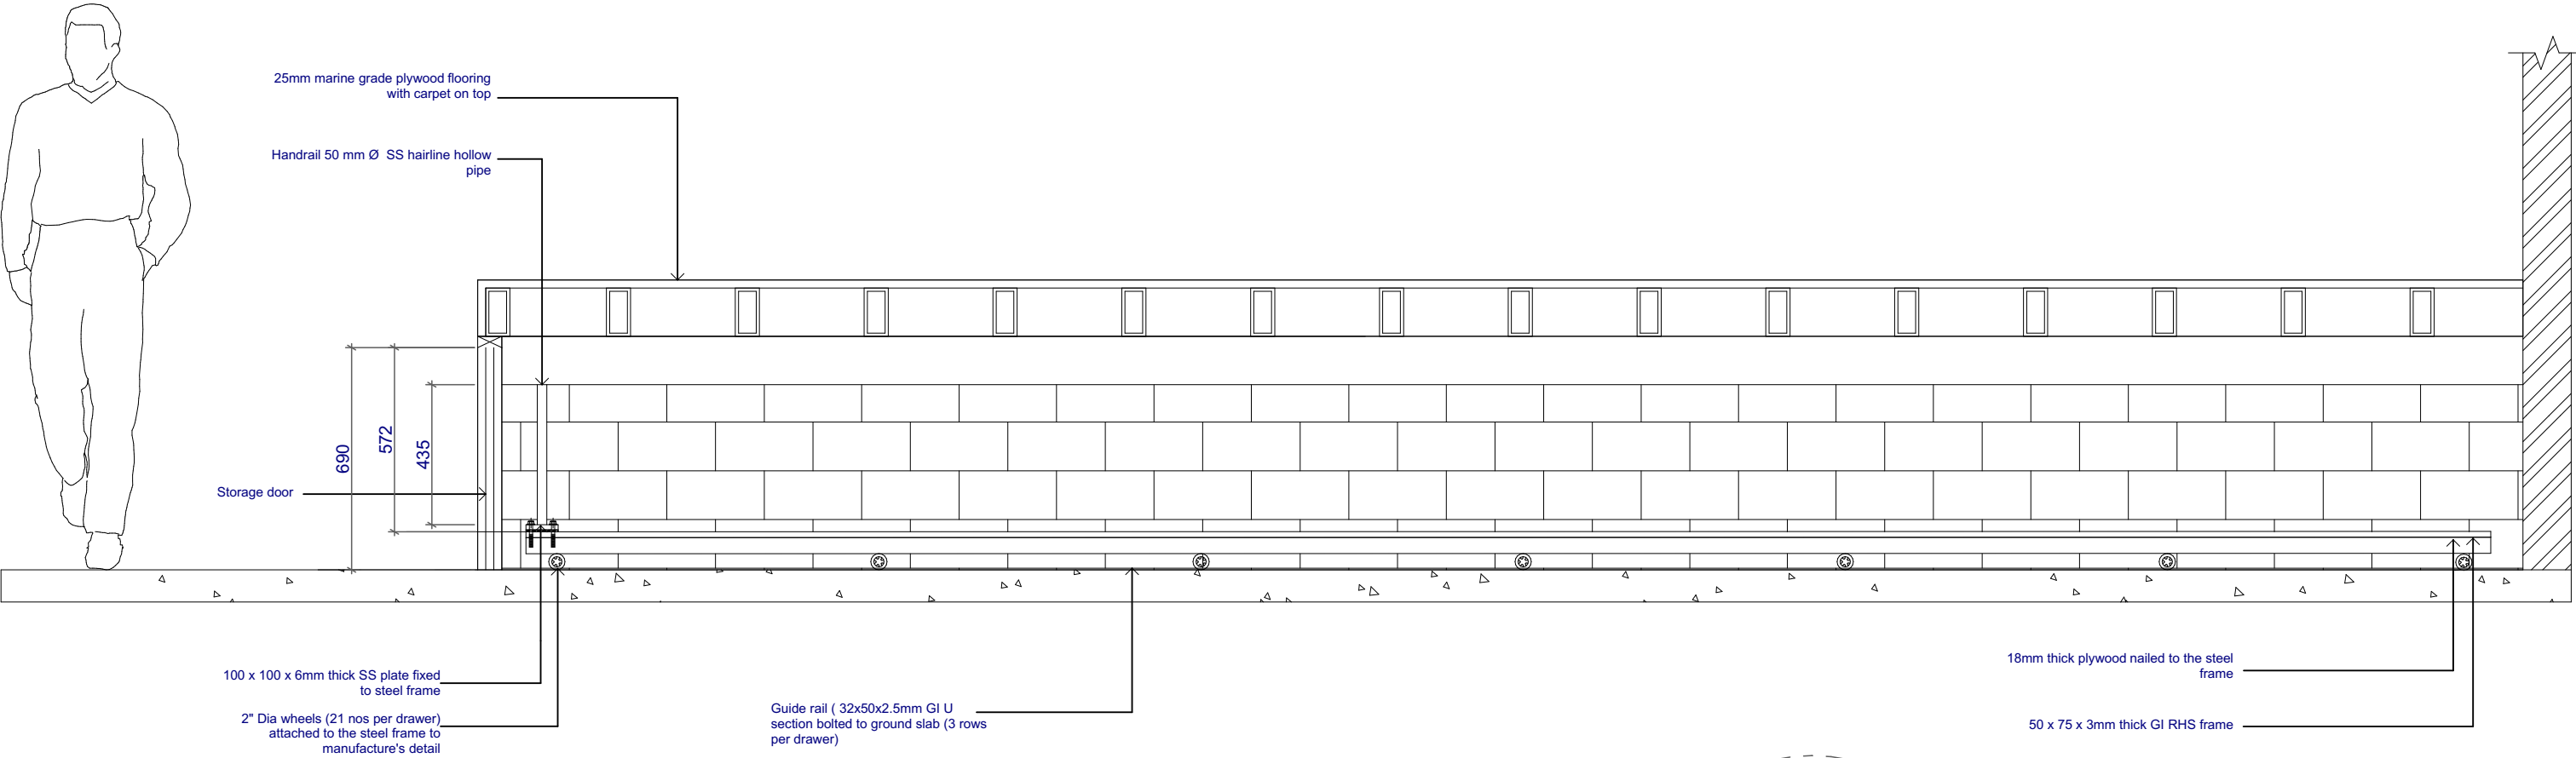 25mm marine grade plywood flooring
with carpet on top
Handrail 50 mm Ø SS hairline hollow
pipe
690
572
435
Storage door
100 x 100 x 6mm thick SS plate fixed
to steel frame
2" Dia wheels (21 nos per drawer)
attached to the steel frame to
manufacture's detail
Guide rail ( 32x50x2.5mm GI U
section bolted to ground slab (3 rows
per drawer)
18mm thick plywood nailed to the steel
frame
50 x 75 x 3mm thick GI RHS frame